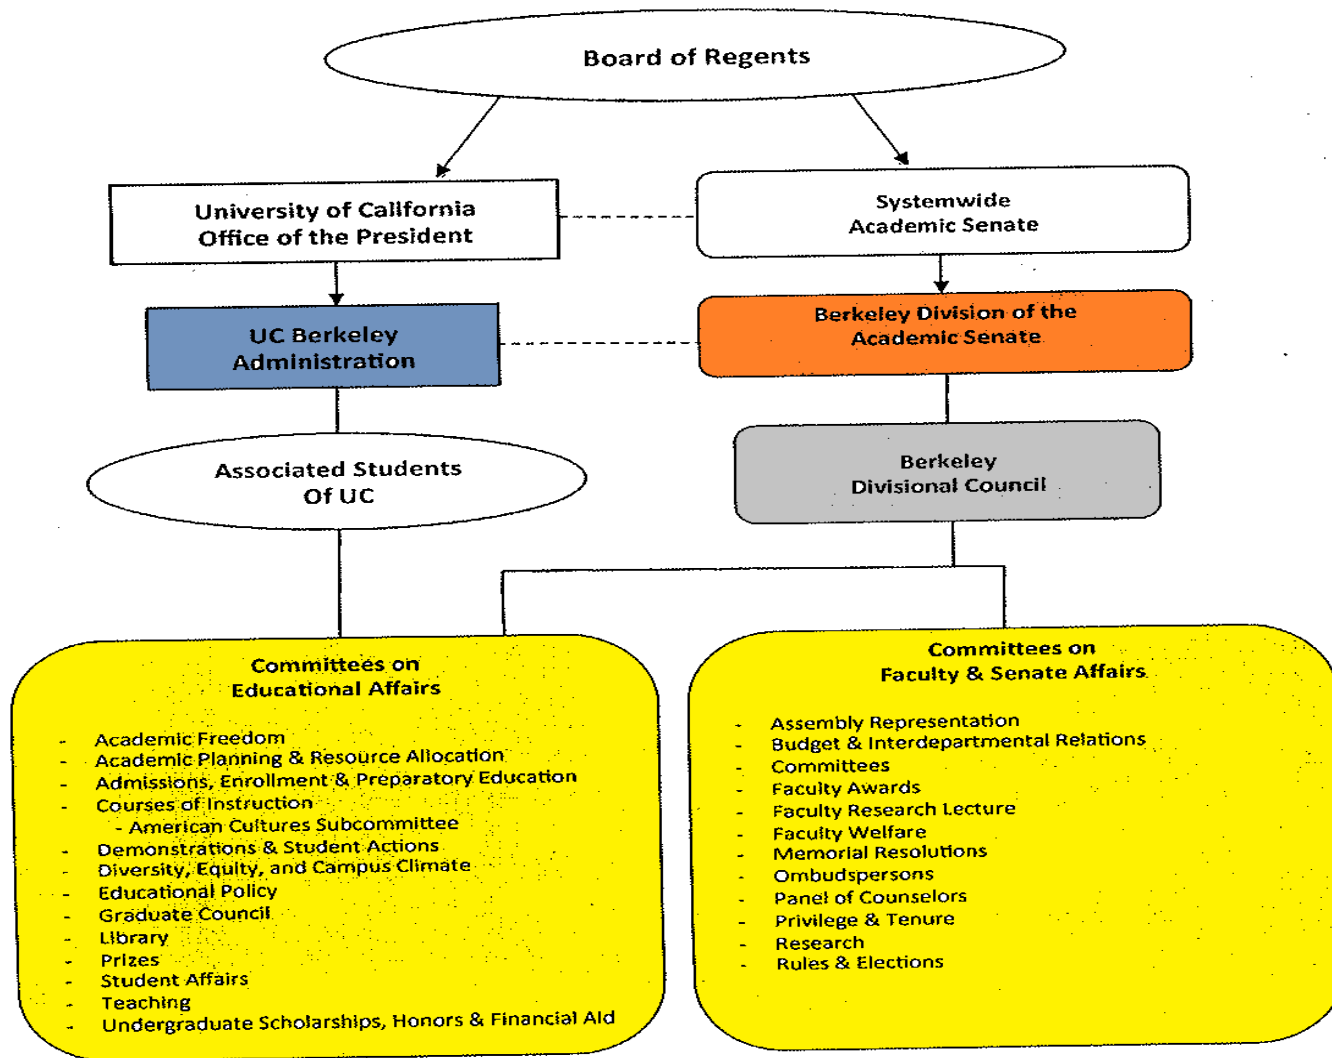 Board of Regents
University of California
Office of the President
Systemwide
Academic Senate
UC Berkeley
Administration
Berkeley Division of the
Academic Senate
Associated Students
Of UC
Berkeley
Divisional Council
Committees on
Educational Affairs
- Academic Freedom
- Academic Planning & Resource Allocation
- Admissions, Enrollment & Preparatory Education
- Courses of Instruction
- American Cultures Subcommittee
- Demonstrations & Student Actions
- Diversity, Equity, and Campus Climate
- Educational Policy
- Graduate Council
- Library
- Prizes
- Student Affairs
- Teaching
- Undergraduate Scholarships, Honors & Financial Aid
Committees on
Faculty & Senate Affairs
- Assembly Representation
- Budget & Interdepartmental Relations
- Committees
- Faculty Awards
- Faculty Research Lecture
- Faculty Welfare
- Memorial Resolutions
- Ombudspersons
- Panel of Counselors
- Privilege & Tenure
- Research
- Rules & Elections